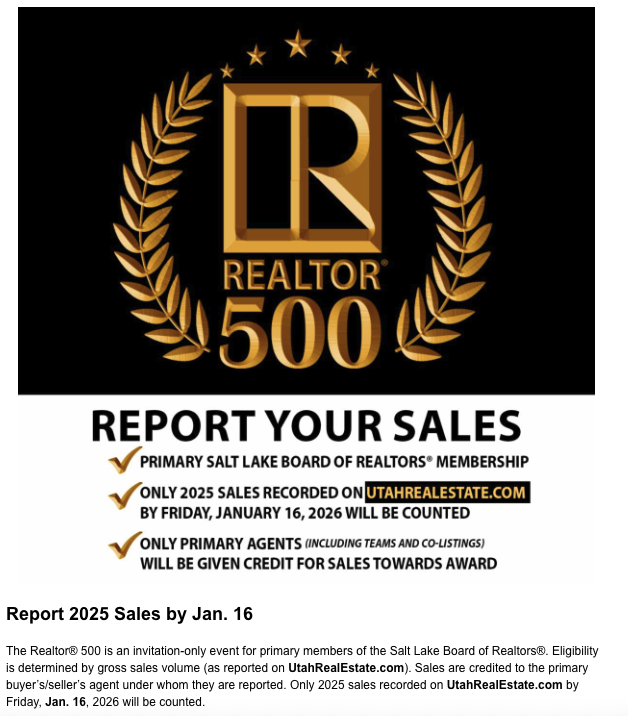 REALTOR®
500
REPORT YOUR SALES
PRIMARY SALT LAKE BOARD OF REALTORS® MEMBERSHIP
ONLY 2025 SALES RECORDED ON UTAHREALESTATE.COM
BY FRIDAY, JANUARY 16, 2026 WILL BE COUNTED
ONLY PRIMARY AGENTS (INCLUDING TEAMS AND CO-LISTINGS)
WILL BE GIVEN CREDIT FOR SALES TOWARDS AWARD
Report 2025 Sales by Jan. 16
The Realtor® 500 is an invitation-only event for primary members of the Salt Lake Board of Realtors®. Eligibility
is determined by gross sales volume (as reported on UtahRealEstate.com). Sales are credited to the primary
buyer's/seller's agent under whom they are reported. Only 2025 sales recorded on UtahRealEstate.com by
Friday, Jan. 16, 2026 will be counted.